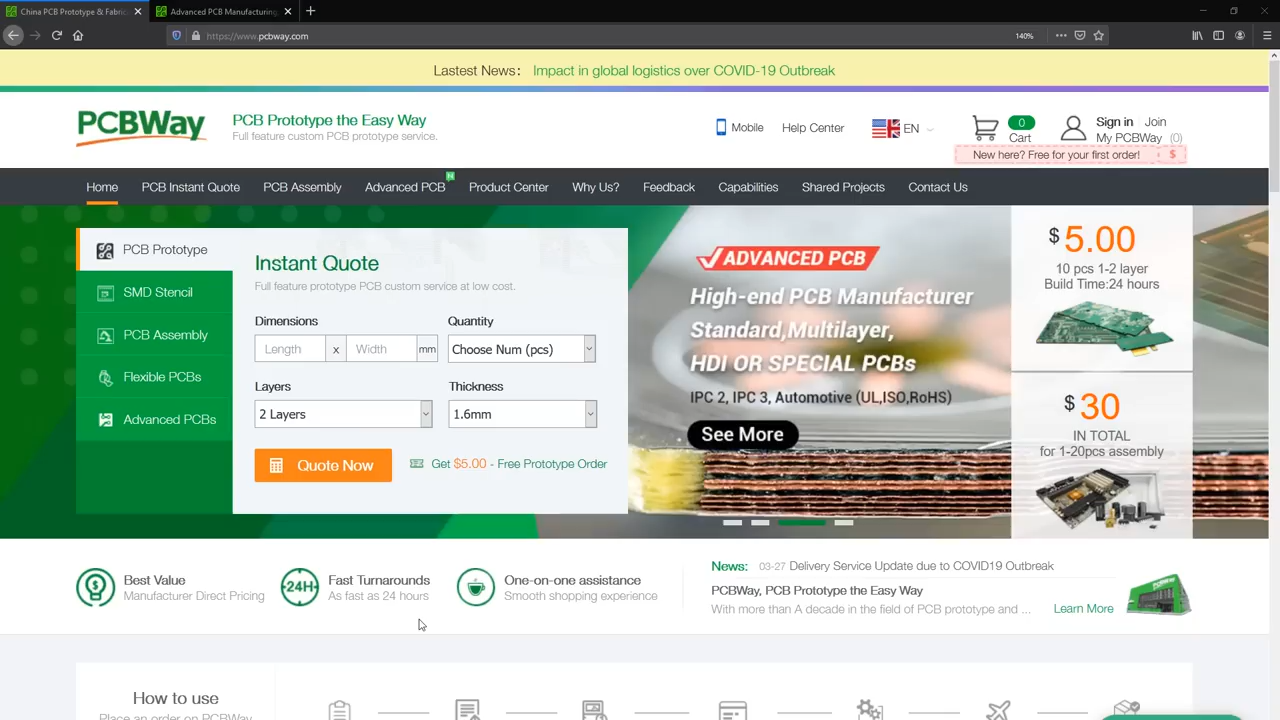 China PCB Prototype & Fabric
Advanced PCB Manufacturing,
https://www.pcbway.com
140%
Lastest News: Impact in global logistics over COVID-19 Outbreak
PCBWay
PCB Prototype the Easy Way
Full feature custom PCB prototype service.
Mobile
Help Center
EN
0
Cart
Sign in
Join
My PCBWay (0)
New here? Free for your first order! $
Home
PCB Instant Quote
PCB Assembly
Advanced PCB
N
Product Center
Why Us?
Feedback
Capabilities
Shared Projects
Contact Us
PCB Prototype
SMD Stencil
PCB Assembly
Flexible PCBs
Advanced PCBs
Instant Quote
Full feature prototype PCB custom service at low cost.
Dimensions
Quantity
Length x Width mm
Choose Num (pcs)
Layers
Thickness
2 Layers
1.6mm
Quote Now
Get $5.00 - Free Prototype Order
ADVANCED PCB
High-end PCB Manufacturer
Standard,Multilayer,
HDI OR SPECIAL PCBs
IPC 2, IPC 3, Automotive (UL,ISO,RoHS)
See More
$ 5.00
10 pcs 1-2 layer
Build Time:24 hours
$ 30
IN TOTAL
for 1-20pcs assembly
Best Value
Manufacturer Direct Pricing
24H
Fast Turnarounds
As fast as 24 hours
One-on-one assistance
Smooth shopping experience
News: 03-27 Delivery Service Update due to COVID19 Outbreak
PCBWay, PCB Prototype the Easy Way
With more than A decade in the field of PCB prototype and ...
Learn More
How to use
Place an order on PCBWay